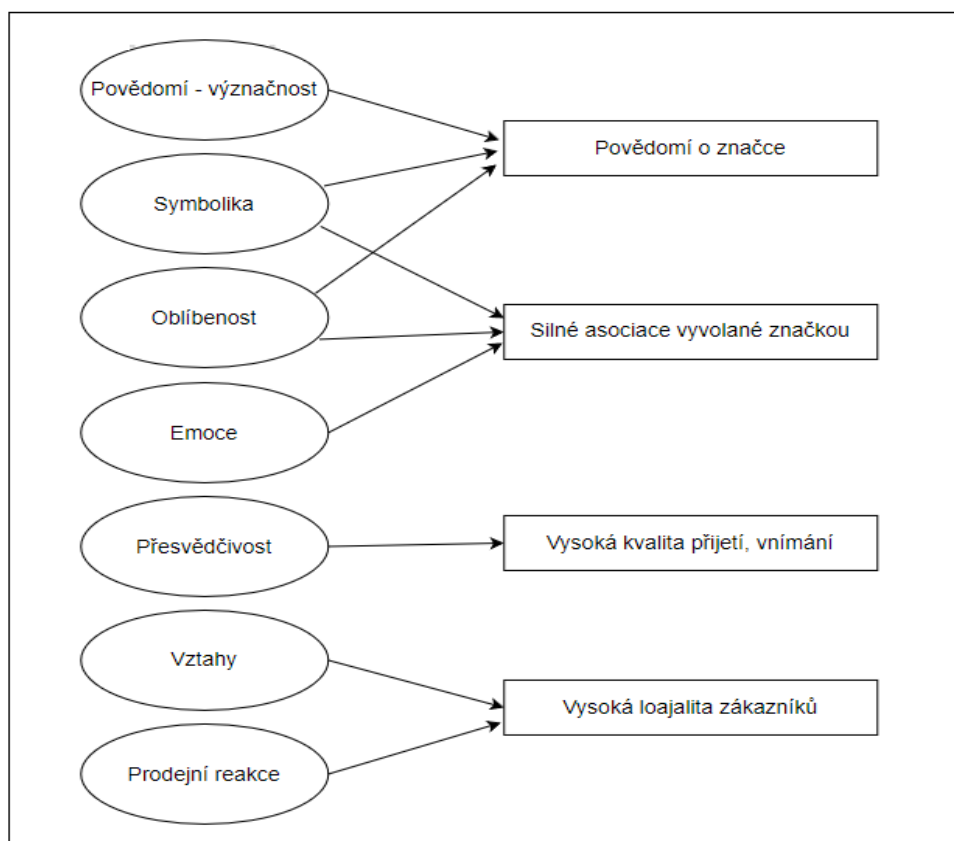 Povědomí - význačnost
Povědomí o značce
Symbolika
Oblíbenost
Silné asociace vyvolané značkou
Emoce
Přesvědčivost
Vysoká kvalita přijetí, vnímání
Vztahy
Vysoká loajalita zákazníků
Prodejní reakce